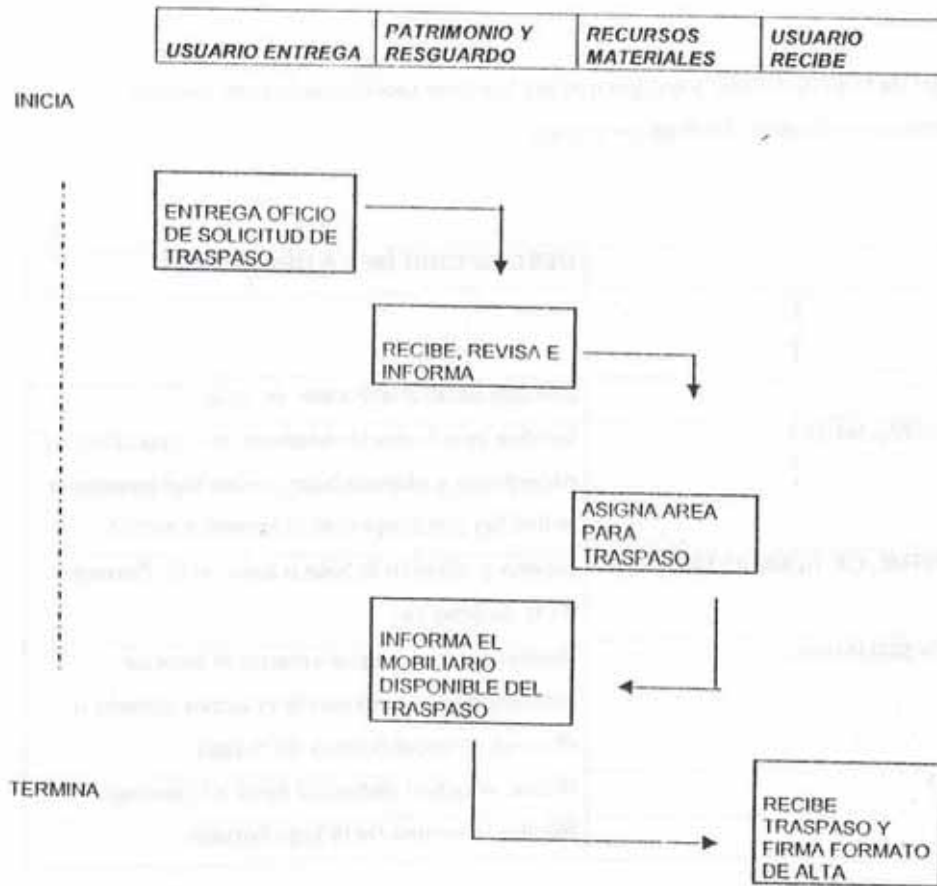 USUARIO ENTREGA
PATRIMONIO Y
RESGUARDO
RECURSOS
MATERIALES
USUARIO
RECIBE
INICIA
ENTREGA OFICIO
DE SOLICITUD DE
TRASPASO
RECIBE, REVISA E
INFORMA
ASIGNA AREA
PARA
TRASPASO
INFORMA EL
MOBILIARIO
DISPONIBLE DEL
TRASPASO
TERMINA
RECIBE
TRASPASO Y
FIRMA FORMATO
DE ALTA